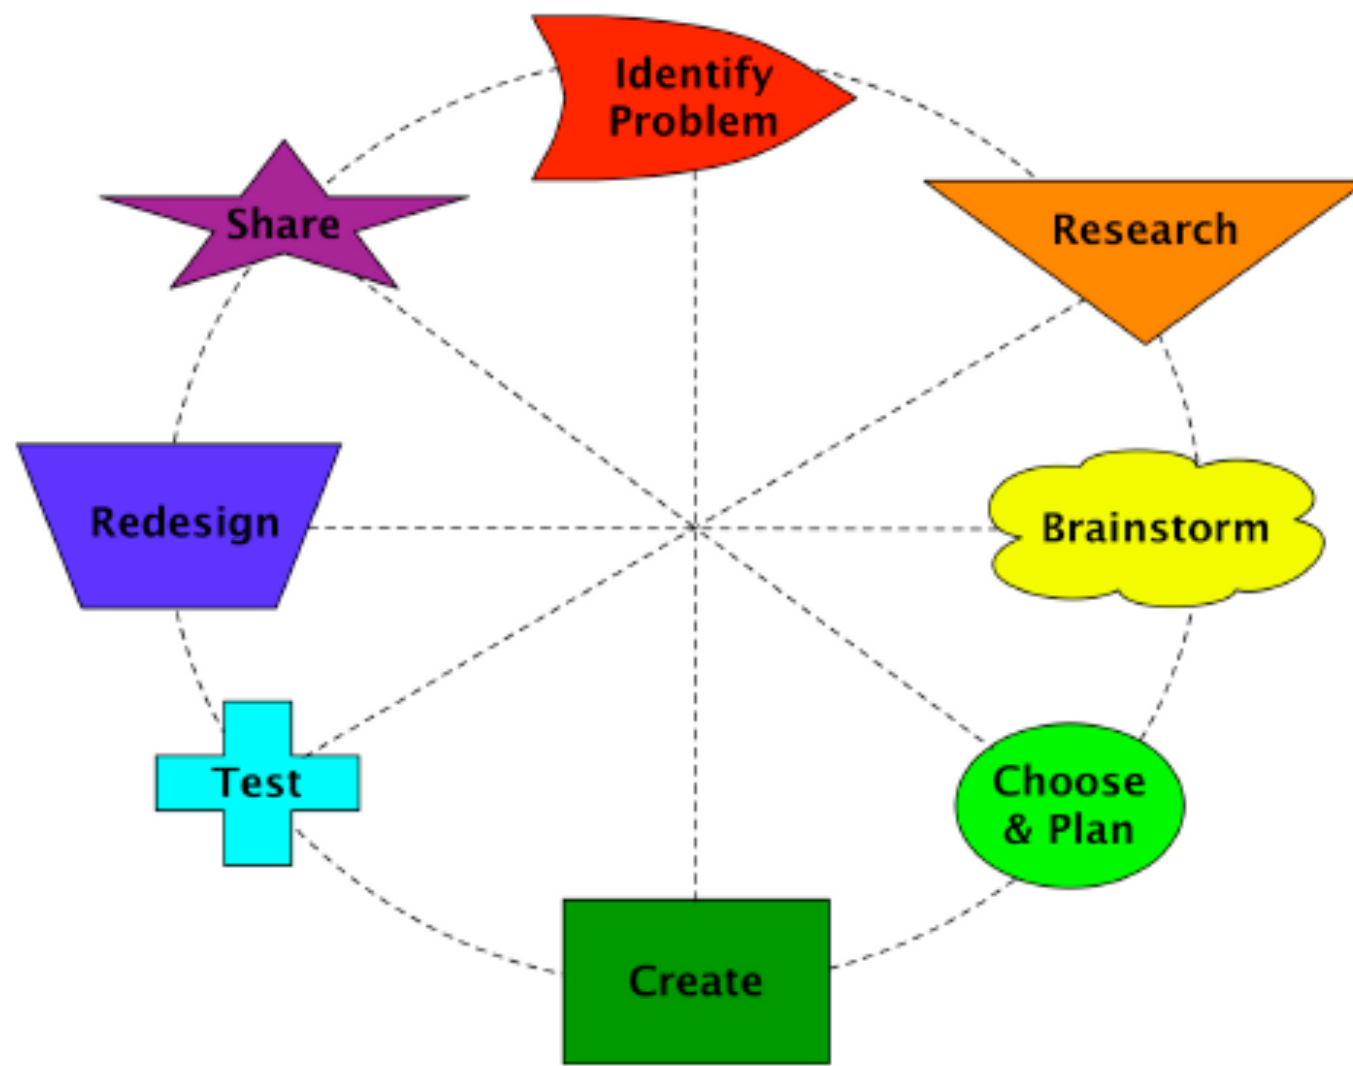 Identify
Problem
Research
Brainstorm
Choose
& Plan
Create
Test
Redesign
Share